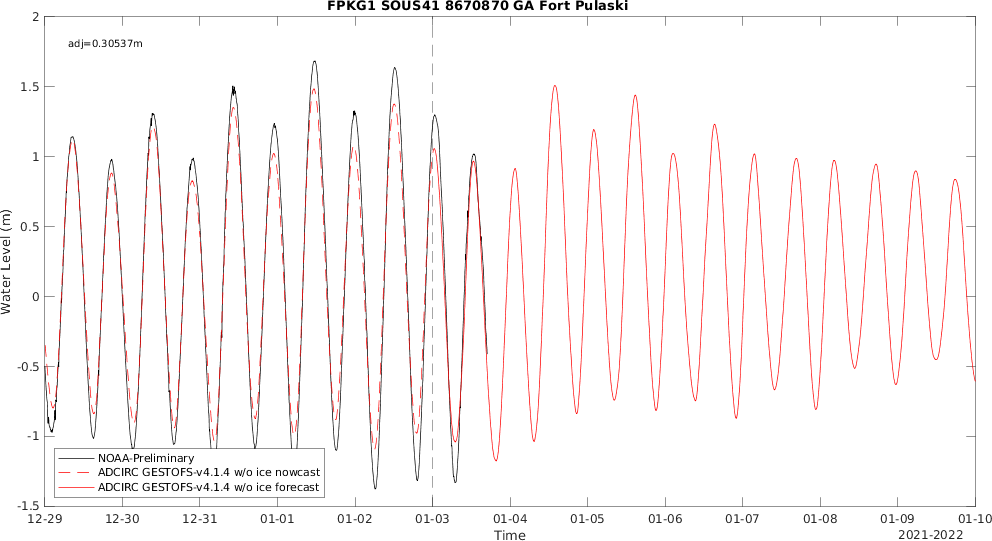 FPKG1 SOUS41 8670870 GA Fort Pulaski
adj=0.30537m
2
1.5
1
0.5
0
-0.5
-1
-1.5
Water Level (m)
NOAA-Preliminary
ADCIRC GESTOFS-v4.1.4 w/o ice nowcast
ADCIRC GESTOFS-v4.1.4 w/o ice forecast
12-29 12-30 12-31 01-01 01-02 01-03 01-04 01-05 01-06 01-07 01-08 01-09 01-10
Time
2021-2022